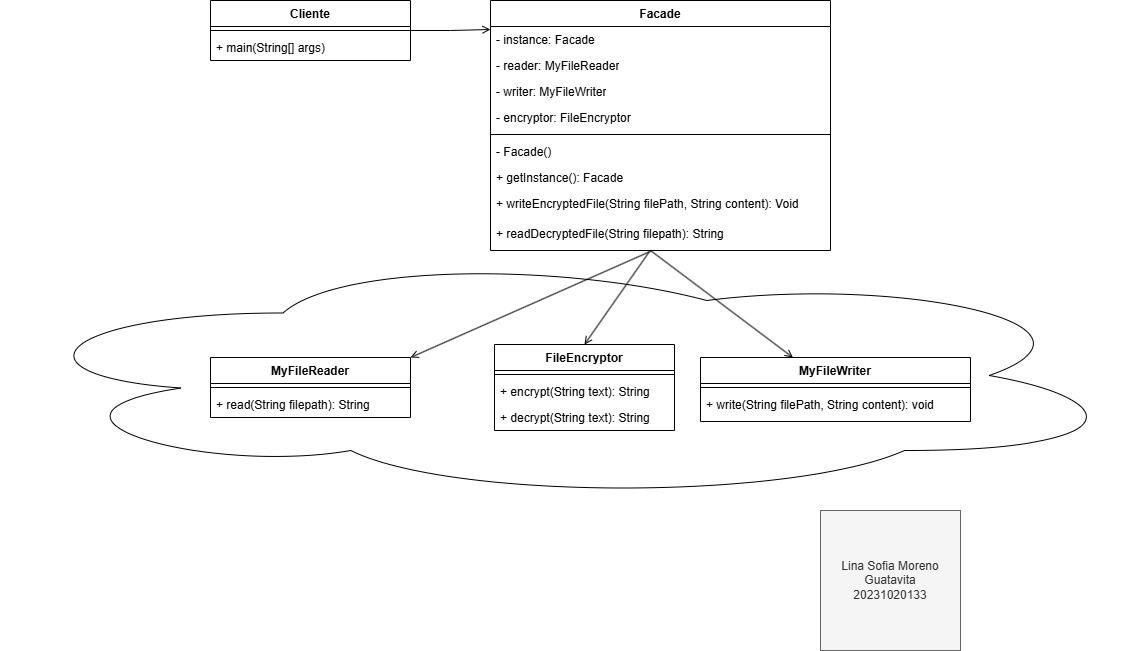 Cliente
+ main(String[] args)
Facade
- instance: Facade
- reader: MyFileReader
- writer: MyFileWriter
- encryptor: FileEncryptor
- Facade()
+ getInstance(): Facade
+ writeEncryptedFile(String filePath, String content): Void
+ readDecryptedFile(String filepath): String
MyFileReader
+ read(String filepath): String
FileEncryptor
+ encrypt(String text): String
+ decrypt(String text): String
MyFileWriter
+ write(String filePath, String content): void
Lina Sofia Moreno
Guatavita
20231020133